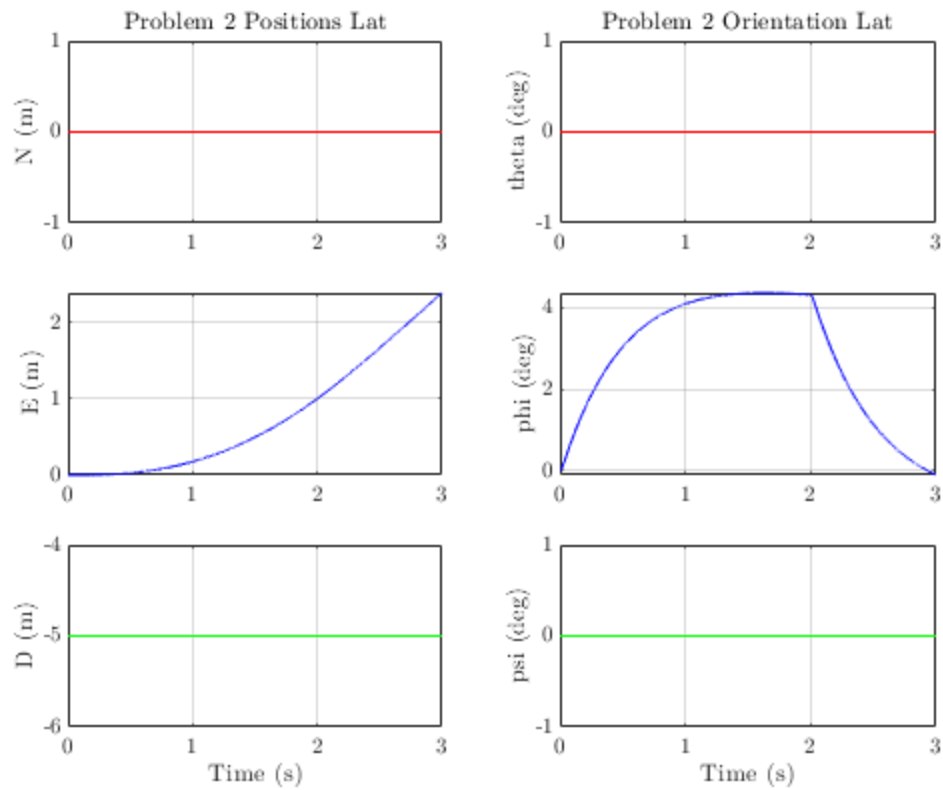 Problem 2 Positions Lat
1
N (m)
0
-1
0 1 2 3
2
E (m)
1
0
0 1 2 3
-4
D (m)
-5
-6
0 1 2 3
Time (s)
Problem 2 Orientation Lat
1
theta (deg)
0
-1
0 1 2 3
4
phi (deg)
2
0
0 1 2 3
1
psi (deg)
0
-1
0 1 2 3
Time (s)